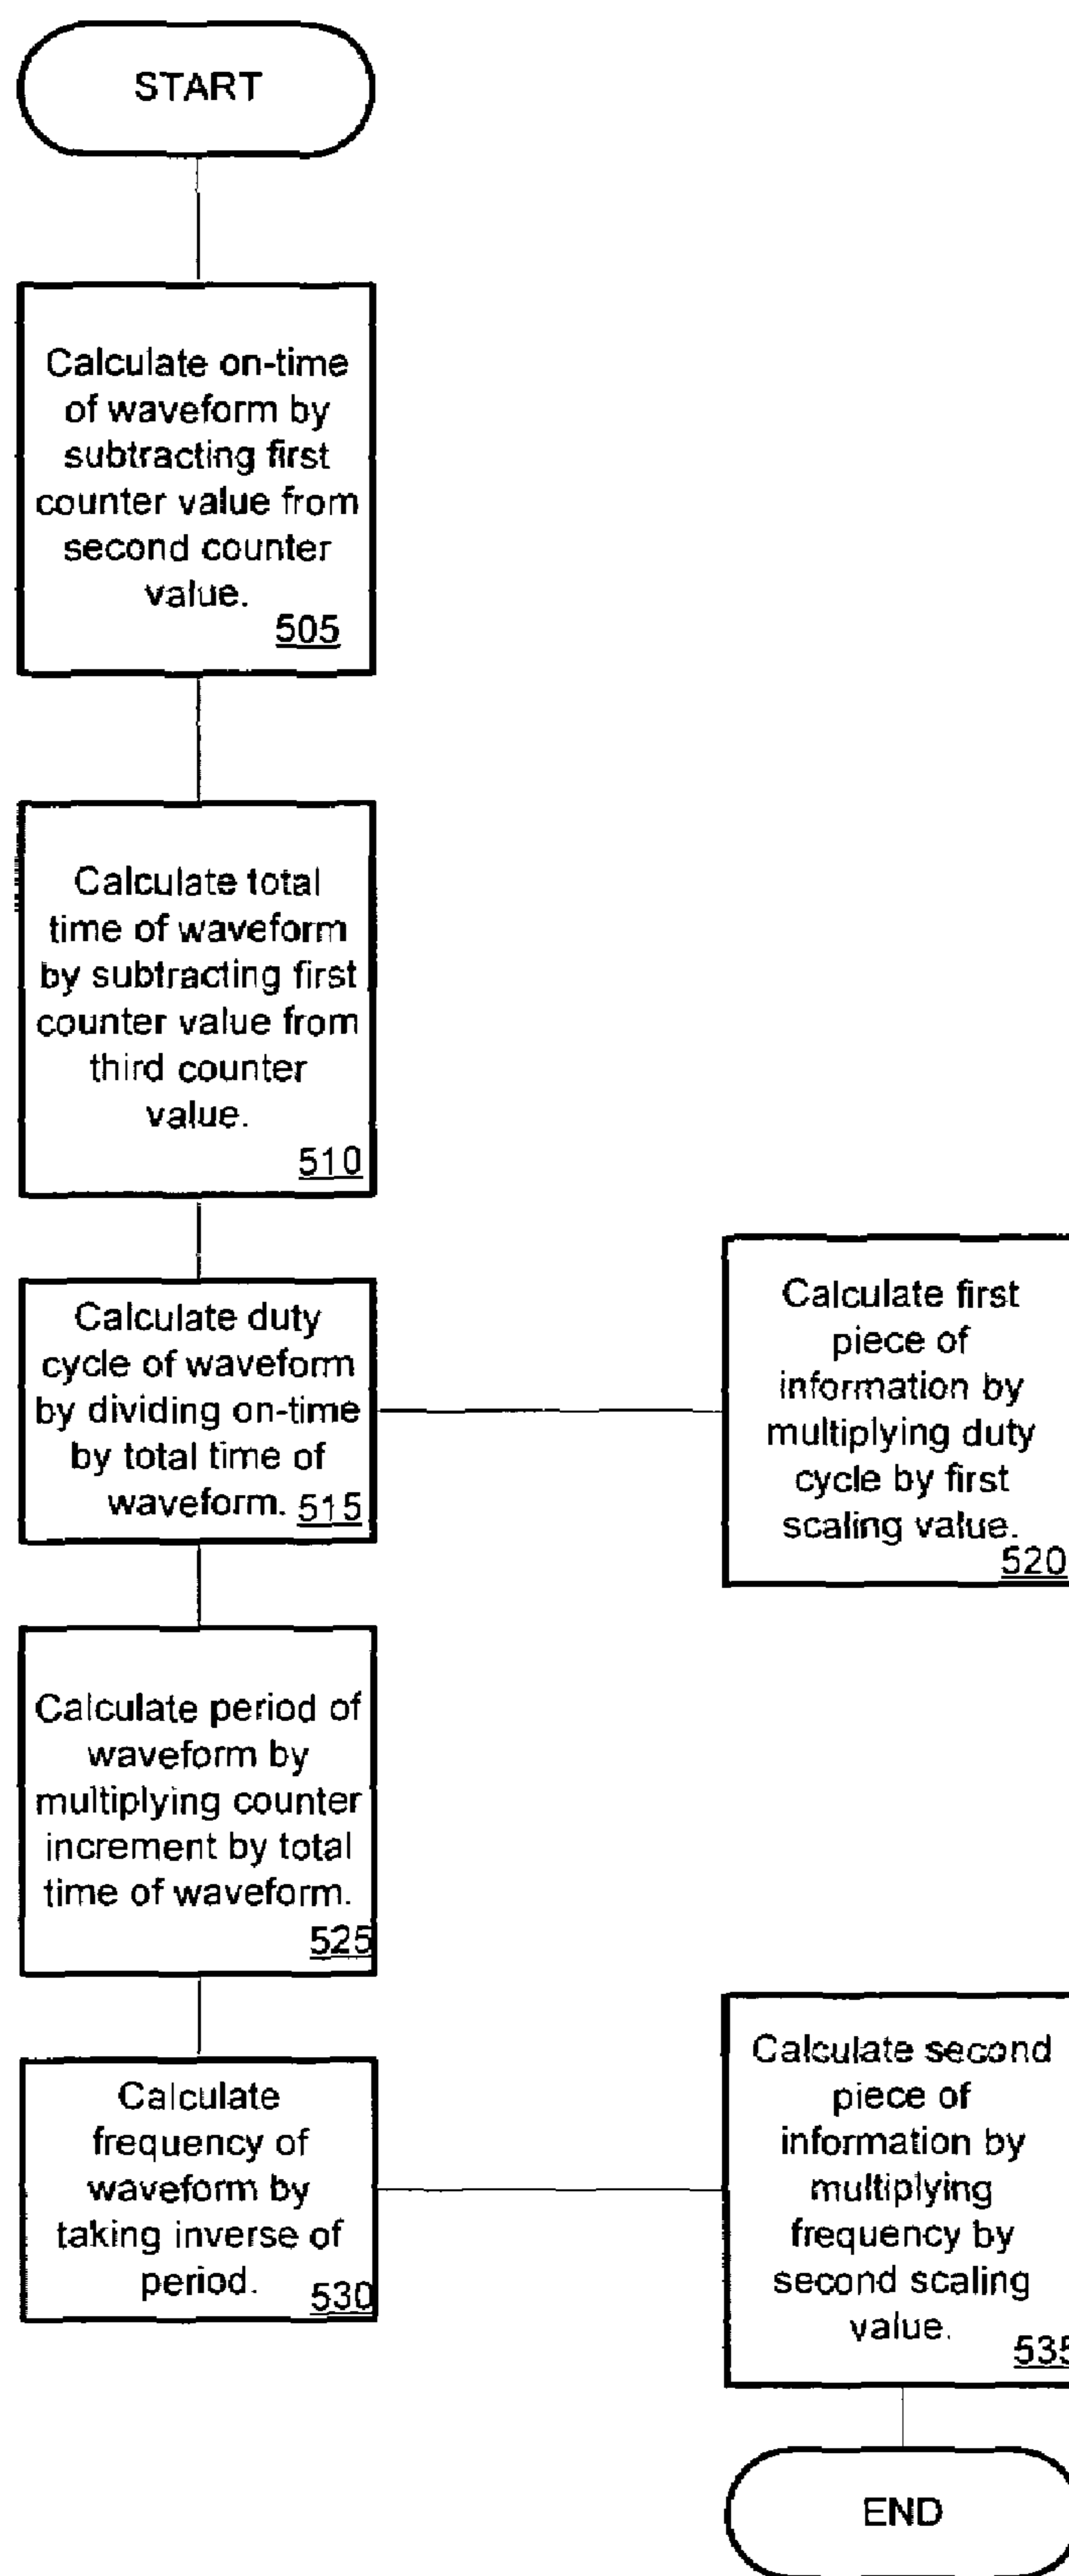 START
Calculate on-time
of waveform by
subtracting first
counter value from
second counter
value.
505
Calculate total
time of waveform
by subtracting first
counter value from
third counter
value.
510
Calculate duty
cycle of waveform
by dividing on-time
by total time of
waveform. 515
Calculate first
piece of
information by
multiplying duty
cycle by first
scaling value.
520
Calculate period of
waveform by
multiplying counter
increment by total
time of waveform.
525
Calculate
frequency of
waveform by
taking inverse of
period. 530
Calculate second
piece of
information by
multiplying
frequency by
second scaling
value.
535
END